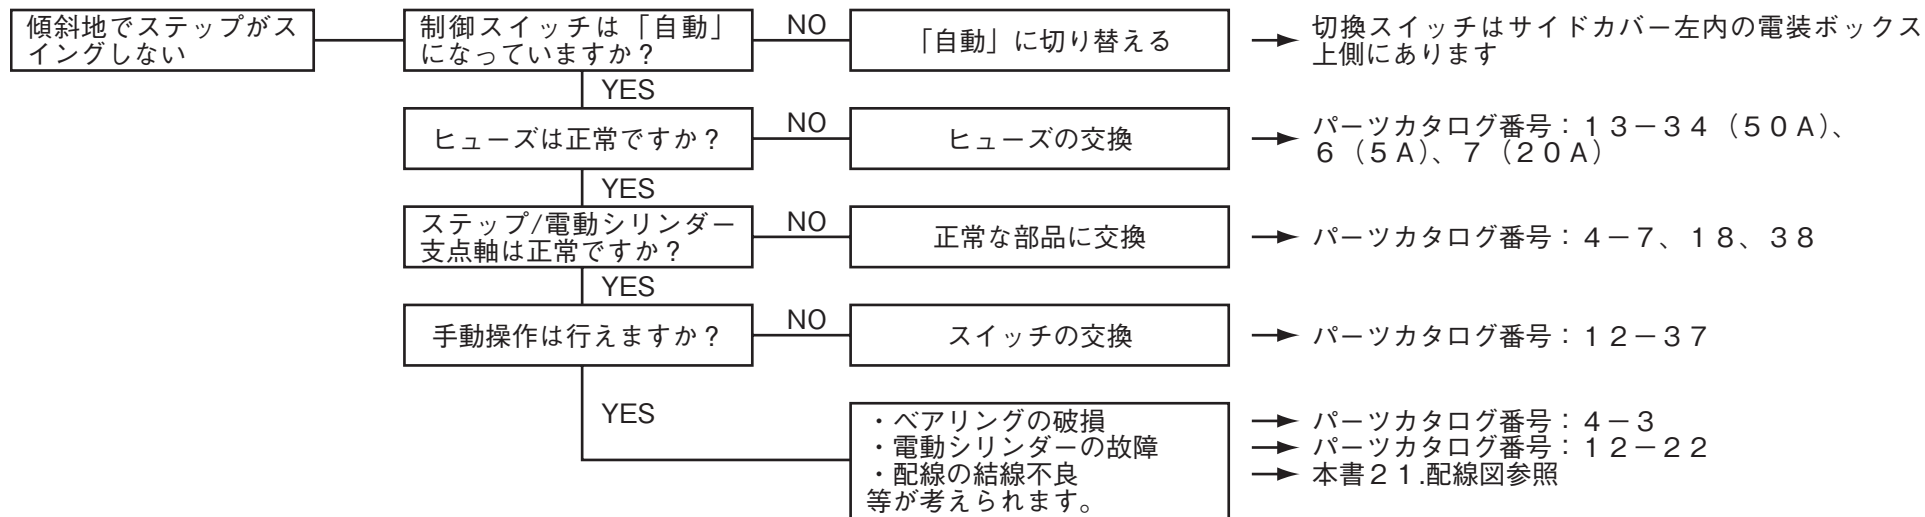 傾斜地でステップがス
イングしない
制御スイッチは「自動」
になっていますか？
NO
「自動」に切り替える
切換スイッチはサイドカバー左内の電装ボックス
上側にあります
YES
ヒューズは正常ですか？
NO
ヒューズの交換
パーツカタログ番号：１３－３４（５０Ａ）、
６（５Ａ）、７（２０Ａ）
YES
ステップ/電動シリンダー
支点軸は正常ですか？
NO
正常な部品に交換
パーツカタログ番号：４－７、１８、３８
YES
手動操作は行えますか？
NO
スイッチの交換
パーツカタログ番号：１２－３７
YES
・ベアリングの破損
・電動シリンダーの故障
・配線の結線不良
等が考えられます。
パーツカタログ番号：４－３
パーツカタログ番号：１２－２２
本書２１.配線図参照